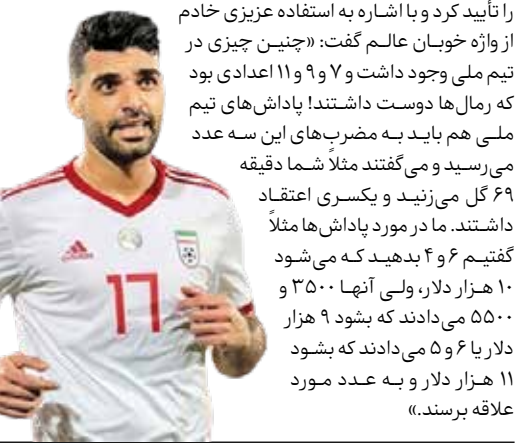 را تأیید کرد و با اشاره به استفاده عزیزی خادم
از واژه خوبان عالم گفت: «چنین چیزی در
تیم ملی وجود داشت و ۷ و ۹ و ۱۱ اعدادی بود
که رمال‌ها دوست داشتند! پاداش‌های تیم
ملی هم باید به مضرب‌های این سه عدد
می‌رسید و می‌گفتند مثلاً شما دقیقه
۶۹ گل می‌زنید و یکسری اعتقاد
داشتند. ما در مورد پاداش‌ها مثلاً
گفتیم ۶ و ۴ بدهید که می‌شود
۱۰ هزار دلار، ولی آنها ۳۵۰۰ و
۵۵۰۰ می‌دادند که بشود ۹ هزار
دلار یا ۶ و ۵ می‌دادند که بشود
۱۱ هزار دلار و به عدد مورد
علاقه برسند.»
adidas
17